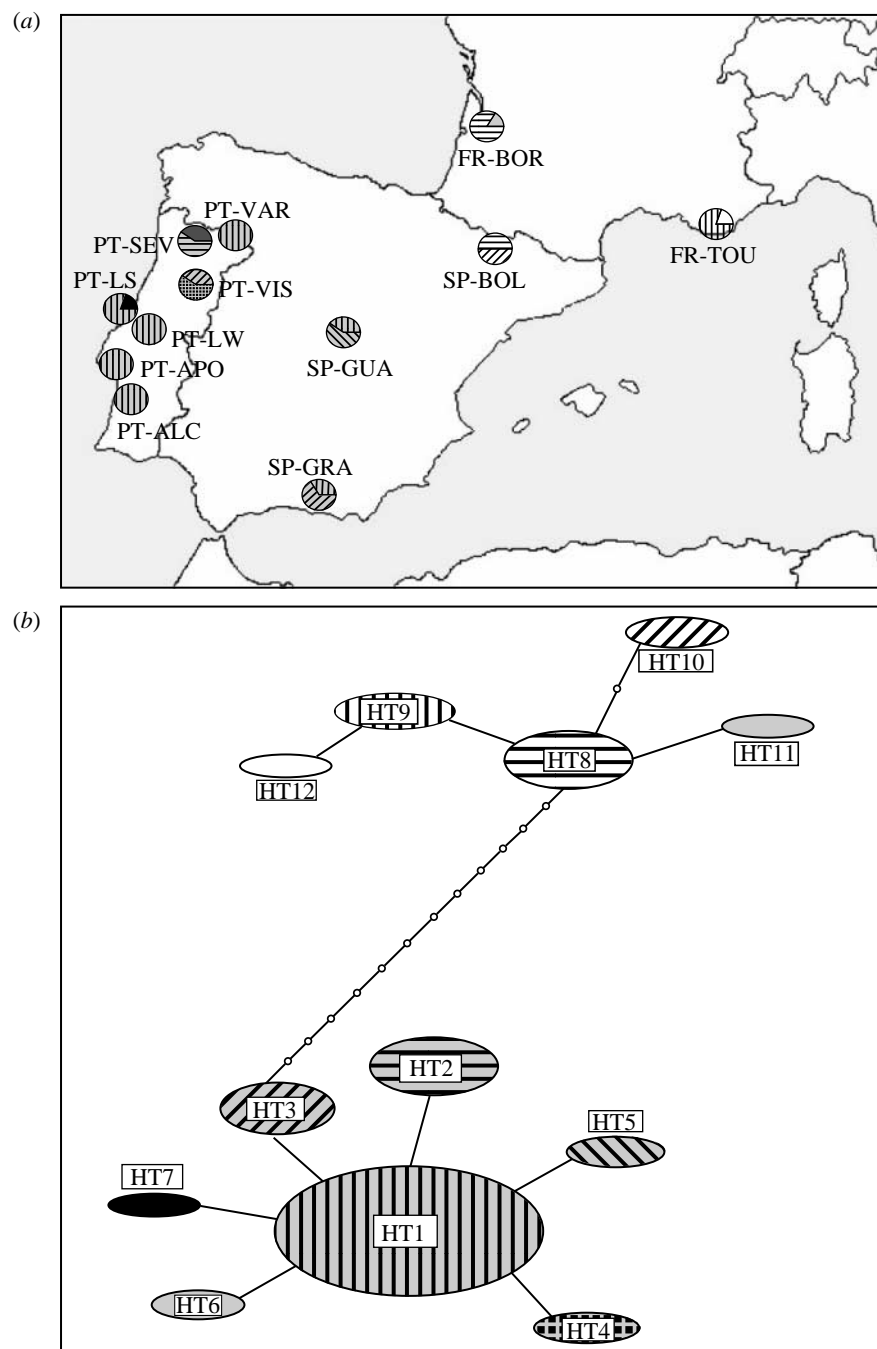 (a)
FR-BOR
PT-VAR
PT-SEV
FR-TOU
SP-BOL
PT-LS
PT-VIS
PT-LW
PT-APO
SP-GUA
PT-ALC
SP-GRA
(b)
HT10
HT9
HT11
HT8
HT12
HT2
HT3
HT5
HT7
HT1
HT6
HT4